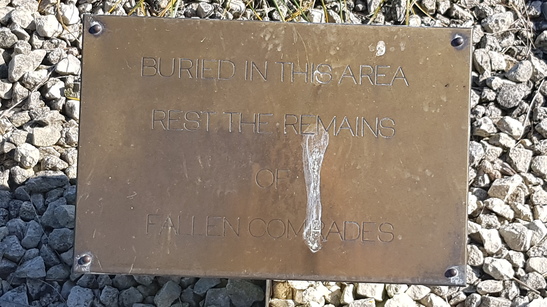 BURIED IN THIS AREA
REST THE REMAINS
OF
FALLEN COMRADES